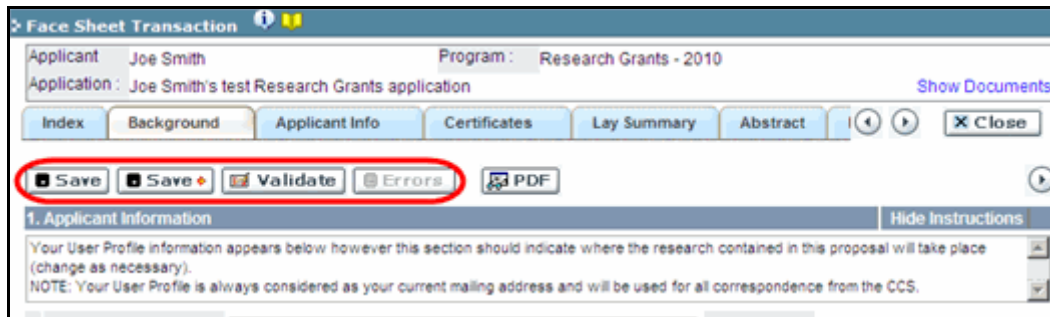 Face Sheet Transaction
Applicant Joe Smith Program : Research Grants - 2010
Application : Joe Smith's test Research Grants application
Show Documents
Index Background Applicant Info Certificates Lay Summary Abstract Close
Save Save Validate Errors PDF
1. Applicant Information Hide Instructions
Your User Profile information appears below however this section should indicate where the research contained in this proposal will take place
(change as necessary).
NOTE: Your User Profile is always considered as your current mailing address and will be used for all correspondence from the CCS.